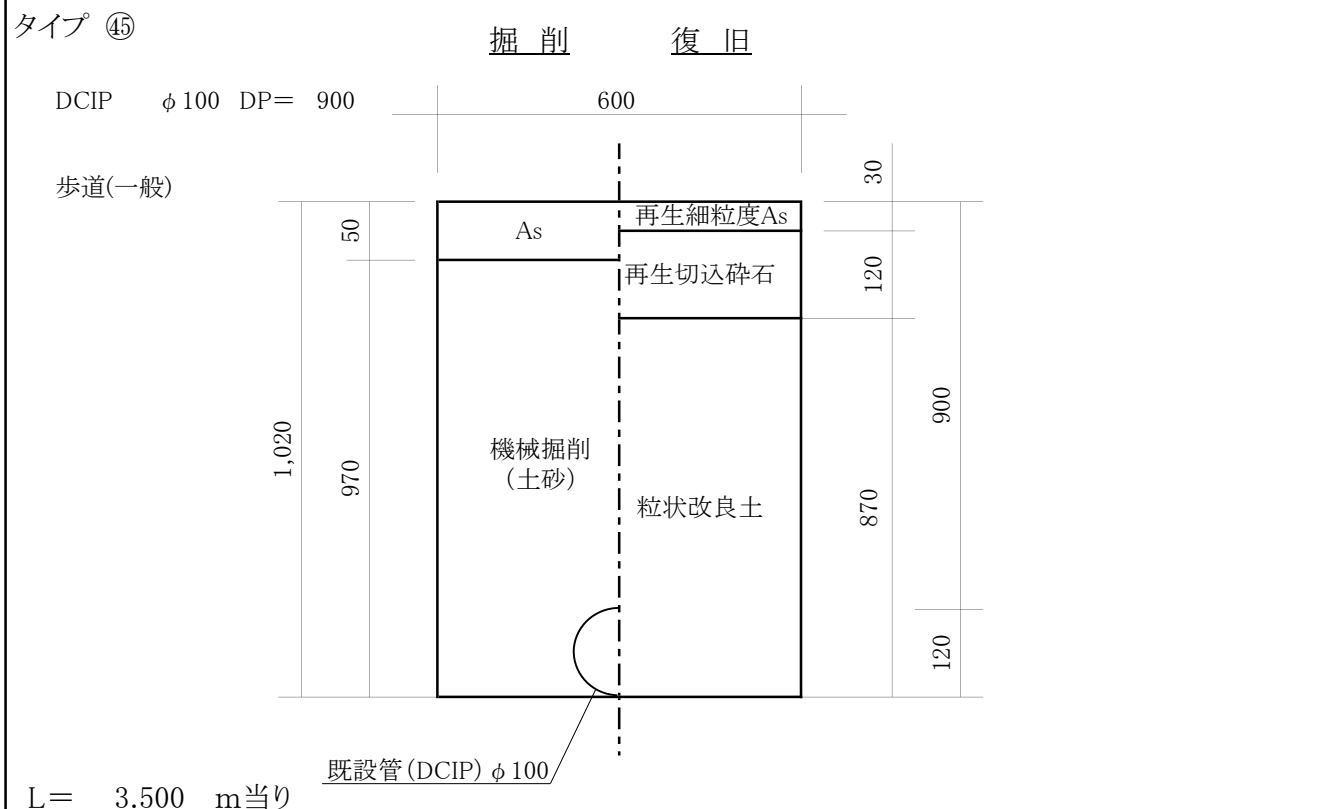 タイプ ㊺
掘 削 復 旧
DCIP φ100 DP＝ 900
600
歩道(一般)
30
50
As
再生細粒度As
再生切込砕石
120
900
1,020
970
機械掘削
（土砂）
粒状改良土
870
120
既設管(DCIP)φ100
L＝ 3.500 m当り